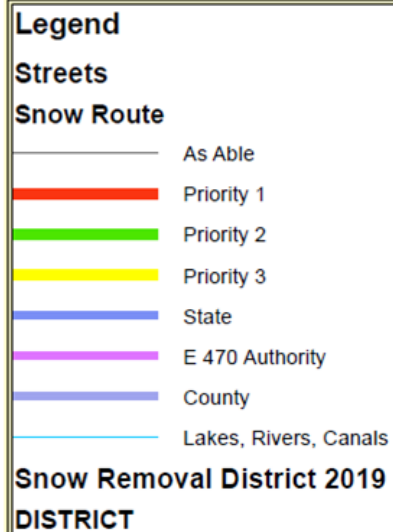 Legend
Streets
Snow Route
As Able
Priority 1
Priority 2
Priority 3
State
E 470 Authority
County
Lakes, Rivers, Canals
Snow Removal District 2019
DISTRICT